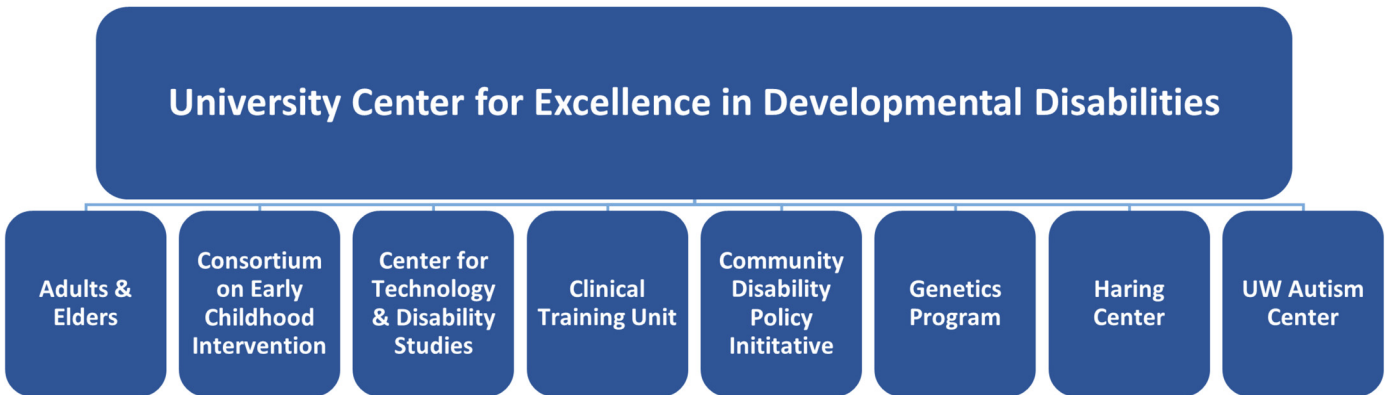 University Center for Excellence in Developmental Disabilities
Adults &
Elders
Consortium
on Early
Childhood
Intervention
Center for
Technology
& Disability
Studies
Clinical
Training Unit
Community
Disability
Policy
Inititative
Genetics
Program
Haring
Center
UW Autism
Center